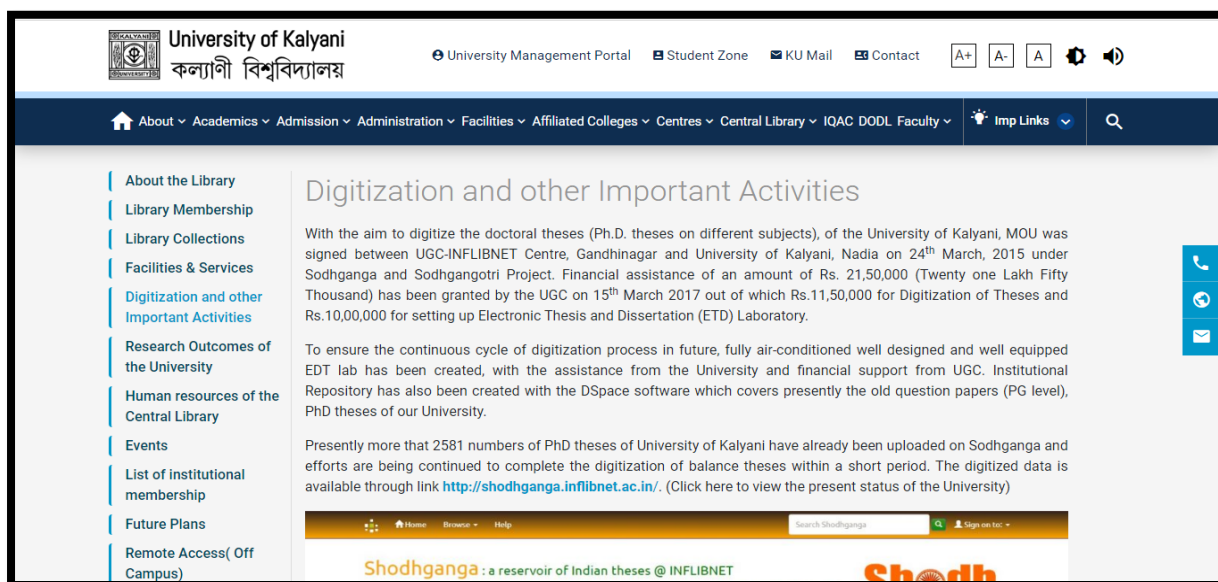 University of Kalyani
কল্যাণী বিশ্ববিদ্যালয়
University Management Portal Student Zone KU Mail Contact A+ A- A
About Academics Admission Administration Facilities Affiliated Colleges Centres Central Library IQAC DODL Faculty Imp Links
About the Library
Library Membership
Library Collections
Facilities & Services
Digitization and other
Important Activities
Research Outcomes of
the University
Human resources of the
Central Library
Events
List of institutional
membership
Future Plans
Remote Access( Off
Campus)
Digitization and other Important Activities
With the aim to digitize the doctoral theses (Ph.D. theses on different subjects), of the University of Kalyani, MOU was
signed between UGC-INFLIBNET Centre, Gandhinagar and University of Kalyani, Nadia on 24th March, 2015 under
Sodhganga and Sodhgangotri Project. Financial assistance of an amount of Rs. 21,50,000 (Twenty one Lakh Fifty
Thousand) has been granted by the UGC on 15th March 2017 out of which Rs.11,50,000 for Digitization of Theses and
Rs.10,00,000 for setting up Electronic Thesis and Dissertation (ETD) Laboratory.
To ensure the continuous cycle of digitization process in future, fully air-conditioned well designed and well equipped
EDT lab has been created, with the assistance from the University and financial support from UGC. Institutional
Repository has also been created with the DSpace software which covers presently the old question papers (PG level),
PhD theses of our University.
Presently more that 2581 numbers of PhD theses of University of Kalyani have already been uploaded on Sodhganga and
efforts are being continued to complete the digitization of balance theses within a short period. The digitized data is
available through link http://shodhganga.inflibnet.ac.in/. (Click here to view the present status of the University)
Home Browse Help Search Shodhganga Sign on to:
Shodhganga : a reservoir of Indian theses @ INFLIBNET
Shodh